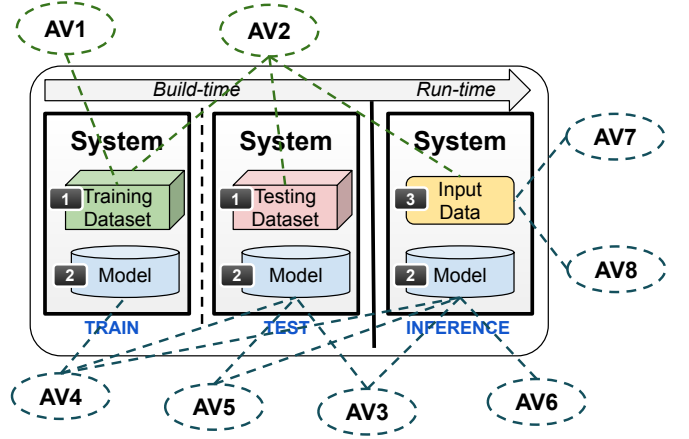 AV1
AV2
Build-time
Run-time
System
System
System
AV7
1
Training
Dataset
1
Testing
Dataset
3
Input
Data
2
Model
2
Model
2
Model
AV8
TRAIN
TEST
INFERENCE
AV4
AV5
AV3
AV6